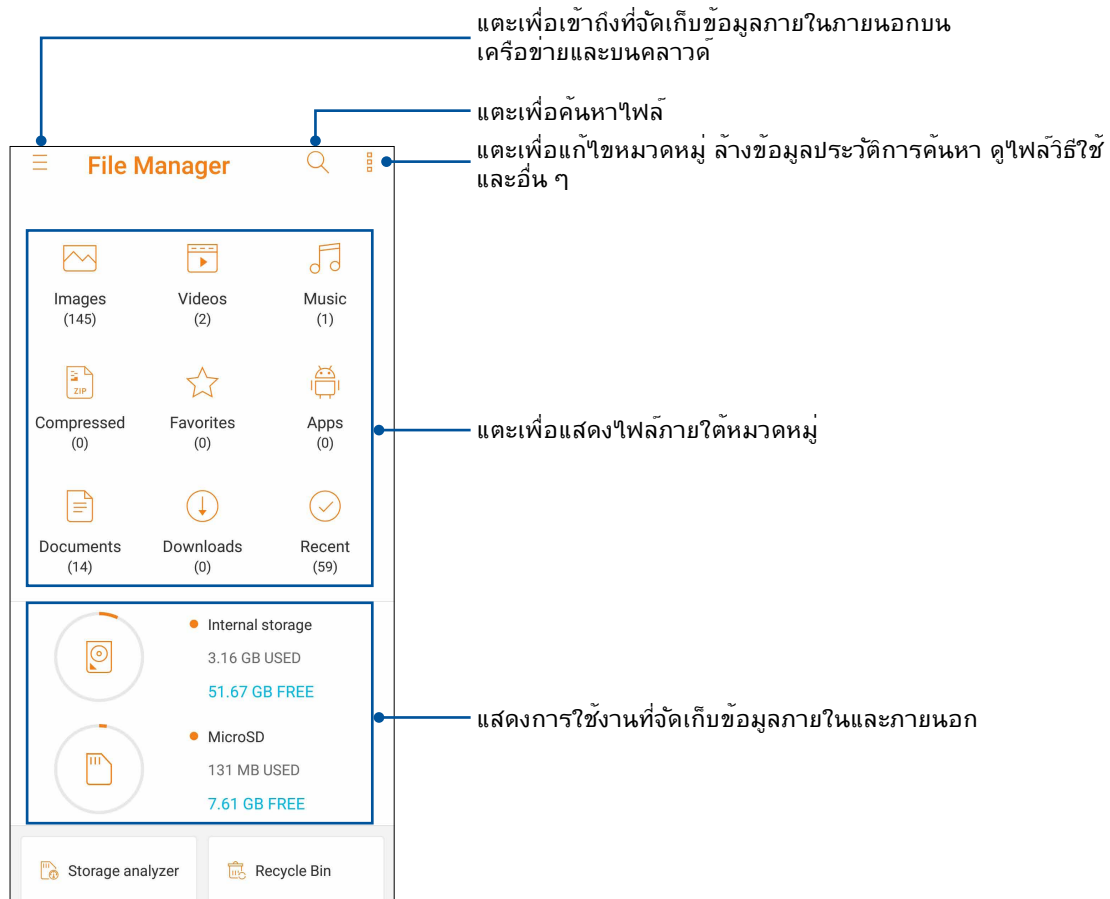 แตะเพื่อเข้าถึงที่จัดเก็บข้อมูลภายในภายนอกบน
เครือข่ายและบนคลาวด์
แตะเพื่อค้นหาไฟล์
แตะเพื่อแก้ไขหมวดหมู่ ล้างข้อมูลประวัติการค้นหา ดูไฟล์วิธีใช้
และอื่น ๆ
File Manager
Images
(145)
Videos
(2)
Music
(1)
ZIP
Compressed
(0)
Favorites
(0)
Apps
(0)
แตะเพื่อแสดงไฟล์ภายใต้หมวดหมู่
Documents
(14)
Downloads
(0)
Recent
(59)
Internal storage
3.16 GB USED
51.67 GB FREE
แสดงการใช้งานที่จัดเก็บข้อมูลภายในและภายนอก
MicroSD
131 MB USED
7.61 GB FREE
Storage analyzer
Recycle Bin